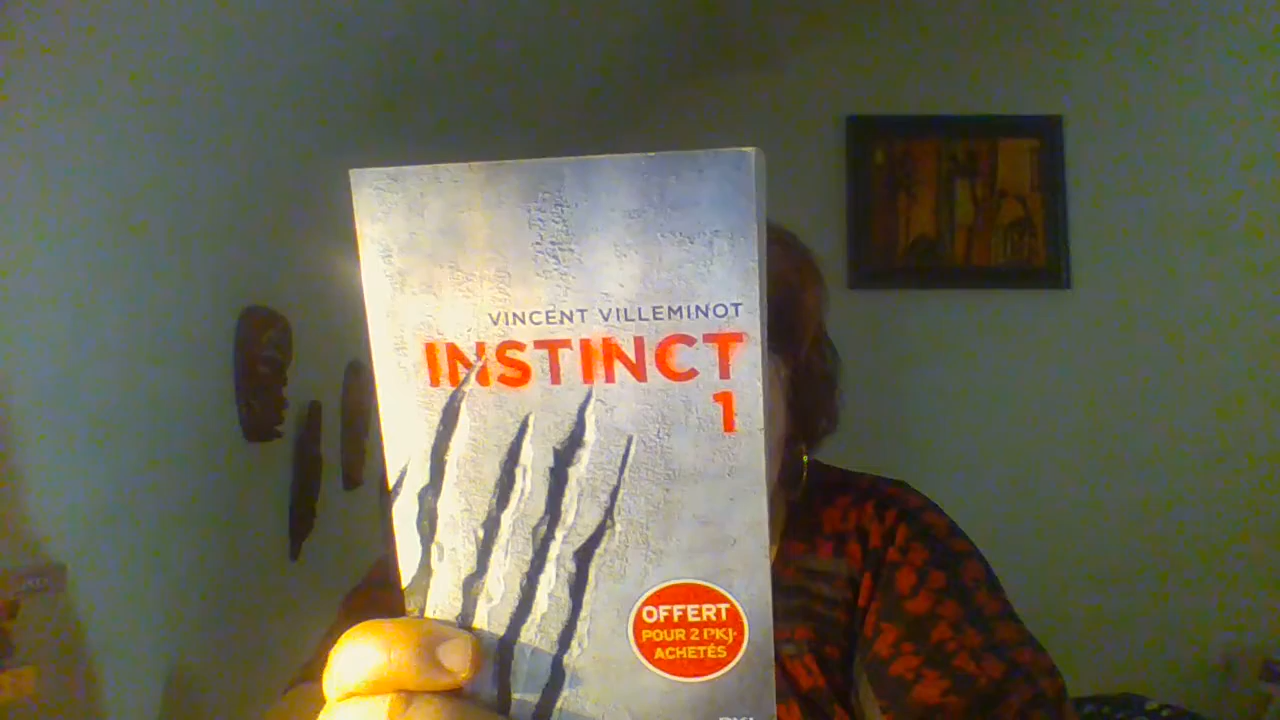 VINCENT VILLEMINOT
INSTINCT
1
OFFERT
POUR 2 PKJ·
ACHETÉS